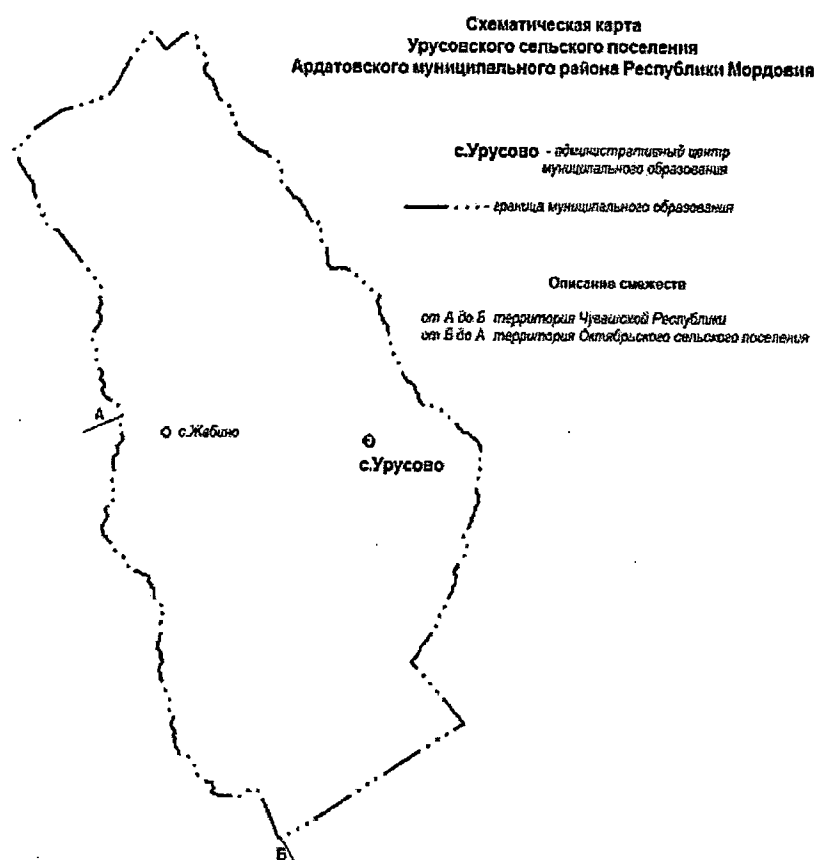 Схематическая карта
Урусовского сельского поселения
Ардатовского муниципального района Республики Мордовия
с.Урусово - административный центр
муниципального образования
граница муниципального образования
Описание смежеств
от А до Б территория Чувашской Республики
от Б до А территория Октябрьского сельского поселения
А
с.Жабино
с.Урусово
Б